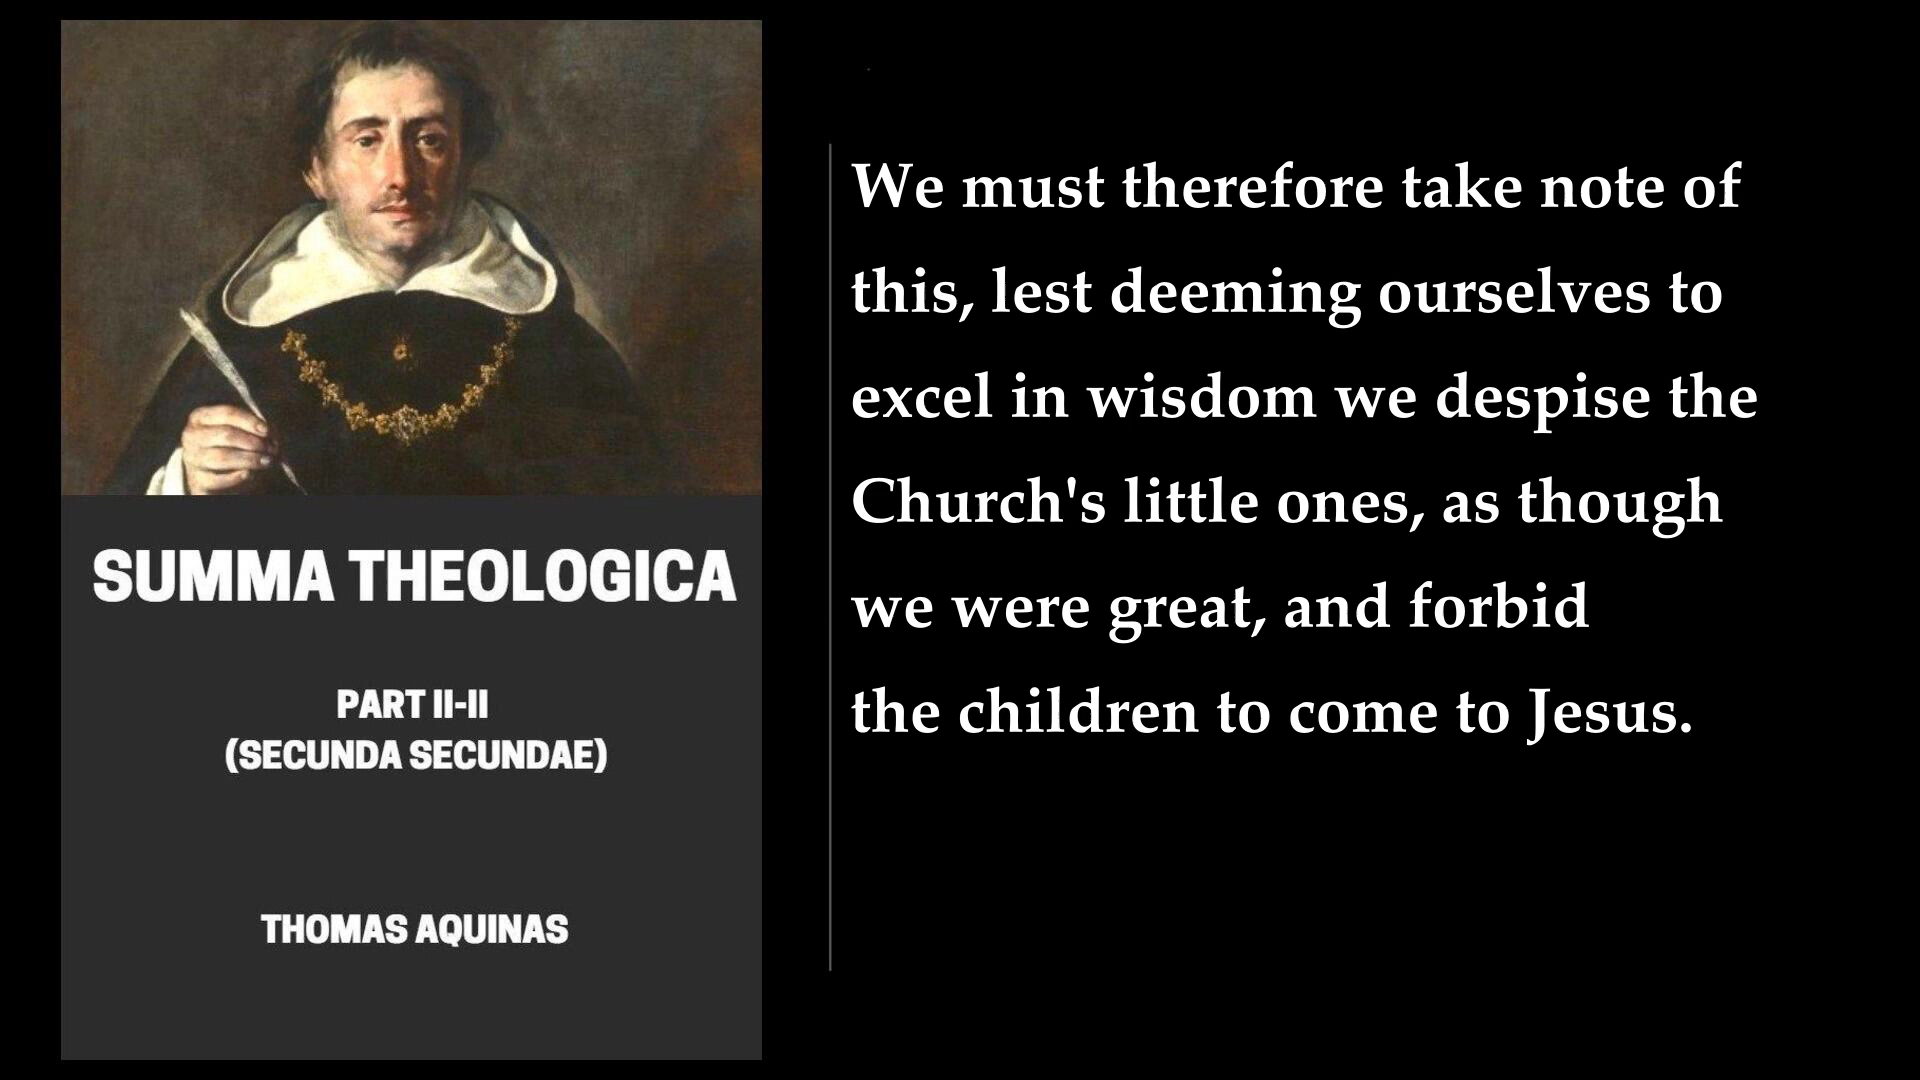 SUMMA THEOLOGICA
PART II-II
(SECUNDA SECUNDAE)
THOMAS AQUINAS
We must therefore take note of
this, lest deeming ourselves to
excel in wisdom we despise the
Church's little ones, as though
we were great, and forbid
the children to come to Jesus.